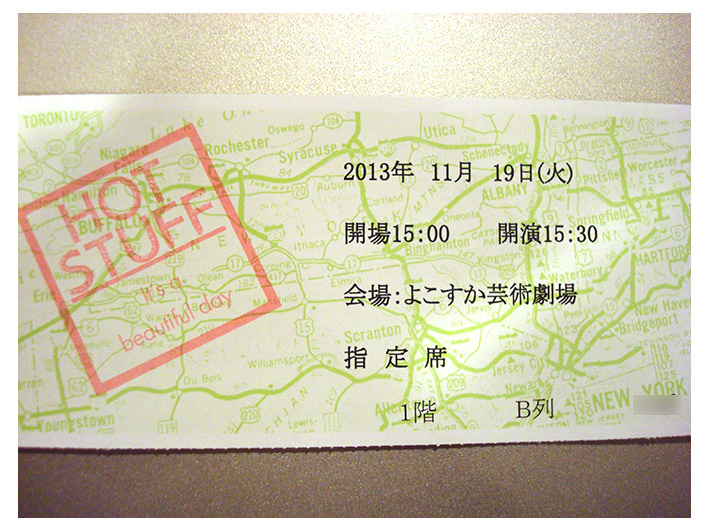 HOT
STUFF
It's a
beautiful day
2013年 11月 19日(火)
開場15:00 開演15:30
会場:よこすか芸術劇場
指 定 席
1階 B列
TORONTO
Niagara
Falls
Rochester
Oswego
Syracuse
Utica
Schenectady
Auburn
Cortland
ALBANY
BUFFALO
Ithaca
Oneonta
Binghamton
Kingston
Pittsfield
Worcester
Springfield
HARTFORD
Waterbury
New Haven
Bridgeport
Bennington
Olean
Elmira
Scranton
Williamsport
Du Bois
Youngstown
Lewis
Jersey City
Newark
NEW YORK